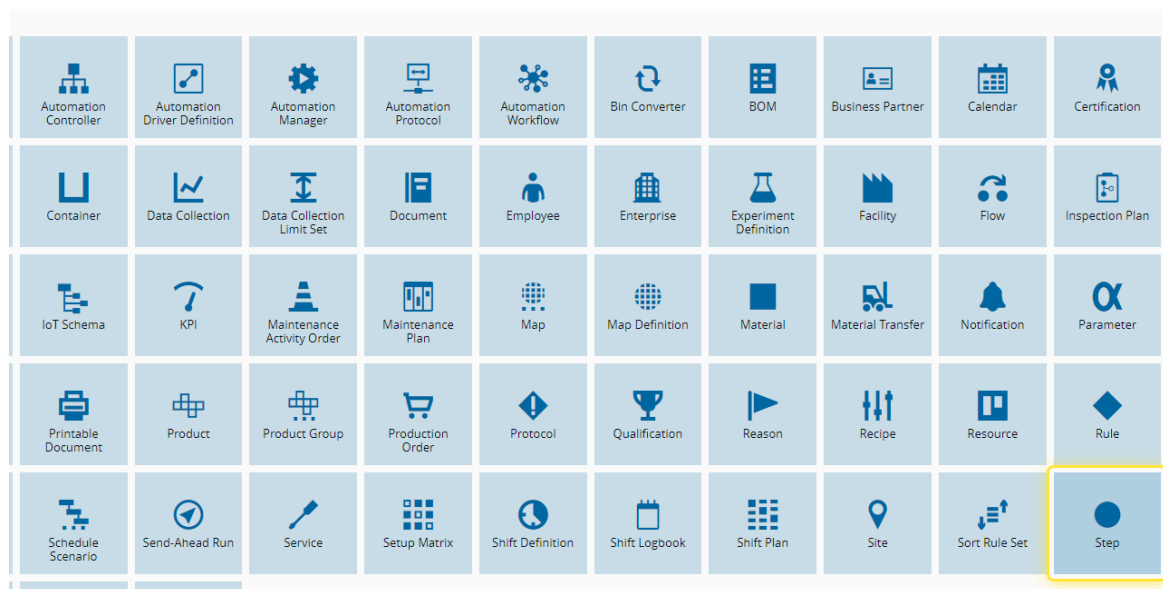 Automation
Controller
Automation
Driver Definition
Automation
Manager
Automation
Protocol
Automation
Workflow
Bin Converter
BOM
Business Partner
Calendar
Certification
Container
Data Collection
Data Collection
Limit Set
Document
Employee
Enterprise
Experiment
Definition
Facility
Flow
Inspection Plan
IoT Schema
KPI
Maintenance
Activity Order
Maintenance
Plan
Map
Map Definition
Material
Material Transfer
Notification
Parameter
Printable
Document
Product
Product Group
Production
Order
Protocol
Qualification
Reason
Recipe
Resource
Rule
Schedule
Scenario
Send-Ahead Run
Service
Setup Matrix
Shift Definition
Shift Logbook
Shift Plan
Site
Sort Rule Set
Step